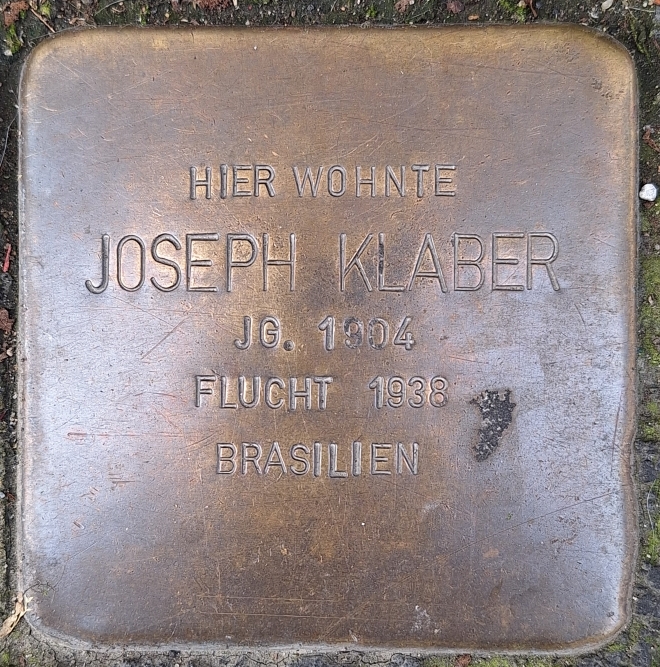 HIER WOHNTE
JOSEPH KLABER
JG. 1904
FLUCHT 1938
BRASILIEN